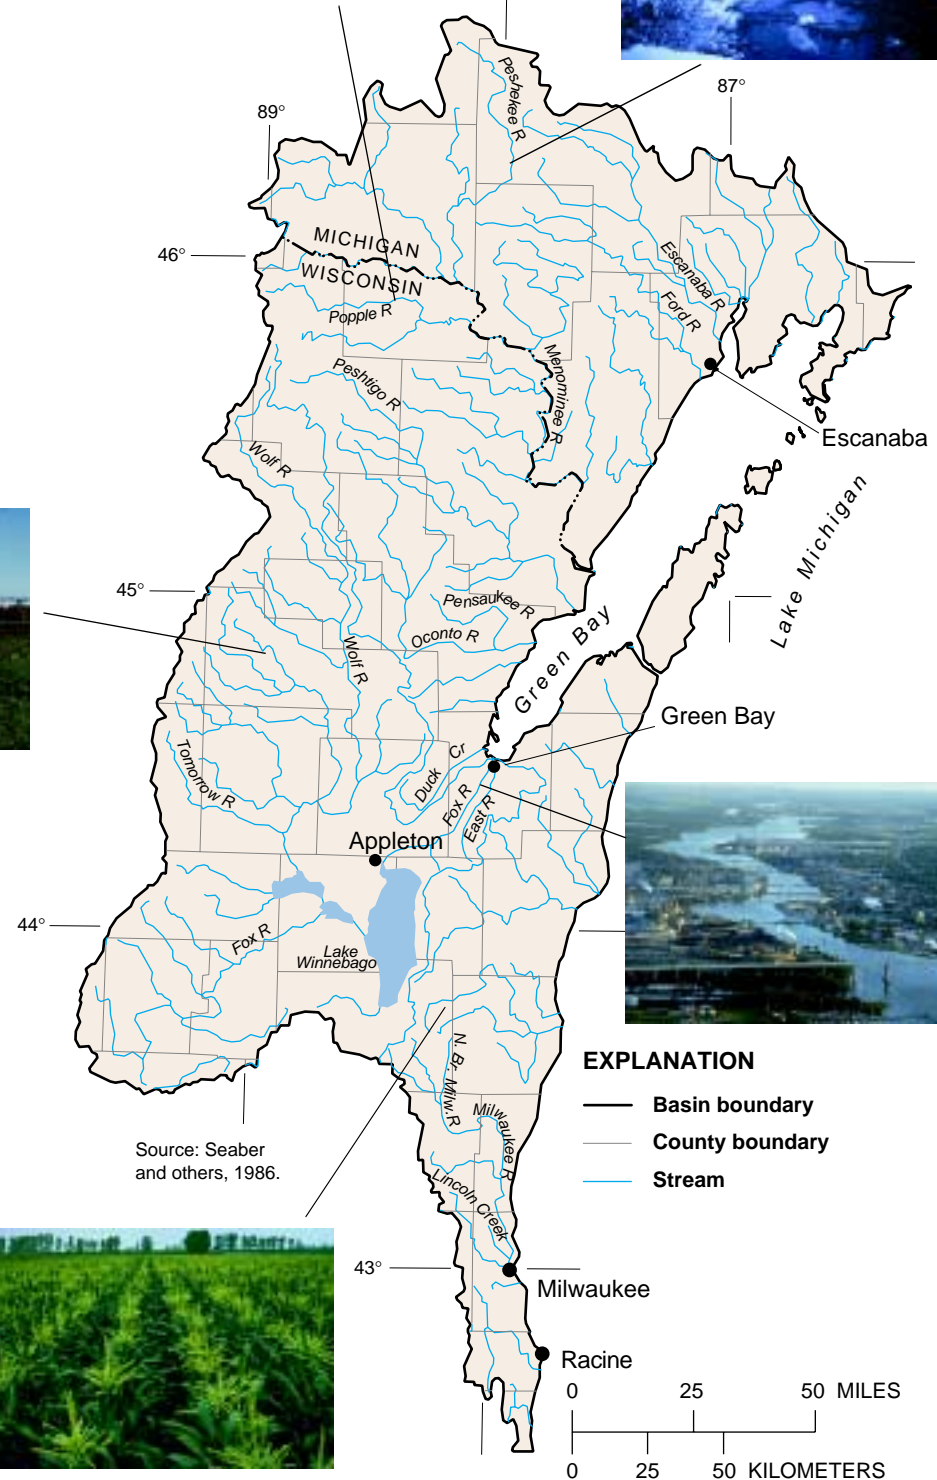 89°
87°
Peshekee R
MICHIGAN
46°
WISCONSIN
Escanaba R
Ford R
Popple R
Menominee R
Peshtigo R
Escanaba
Wolf R
Lake Michigan
45°
Pensaukee R
Oconto R
Green Bay
Wolf R
Green Bay
Tomorrow R
Duck Cr
Fox R
East R
Appleton
44°
Fox R
Lake
Winnebago
N. Br. Milw. R
EXPLANATION
Basin boundary
County boundary
Stream
Milwaukee R
Source: Seaber
and others, 1986.
Lincoln Creek
43°
Milwaukee
Racine
0 25 50 MILES
0 25 50 KILOMETERS